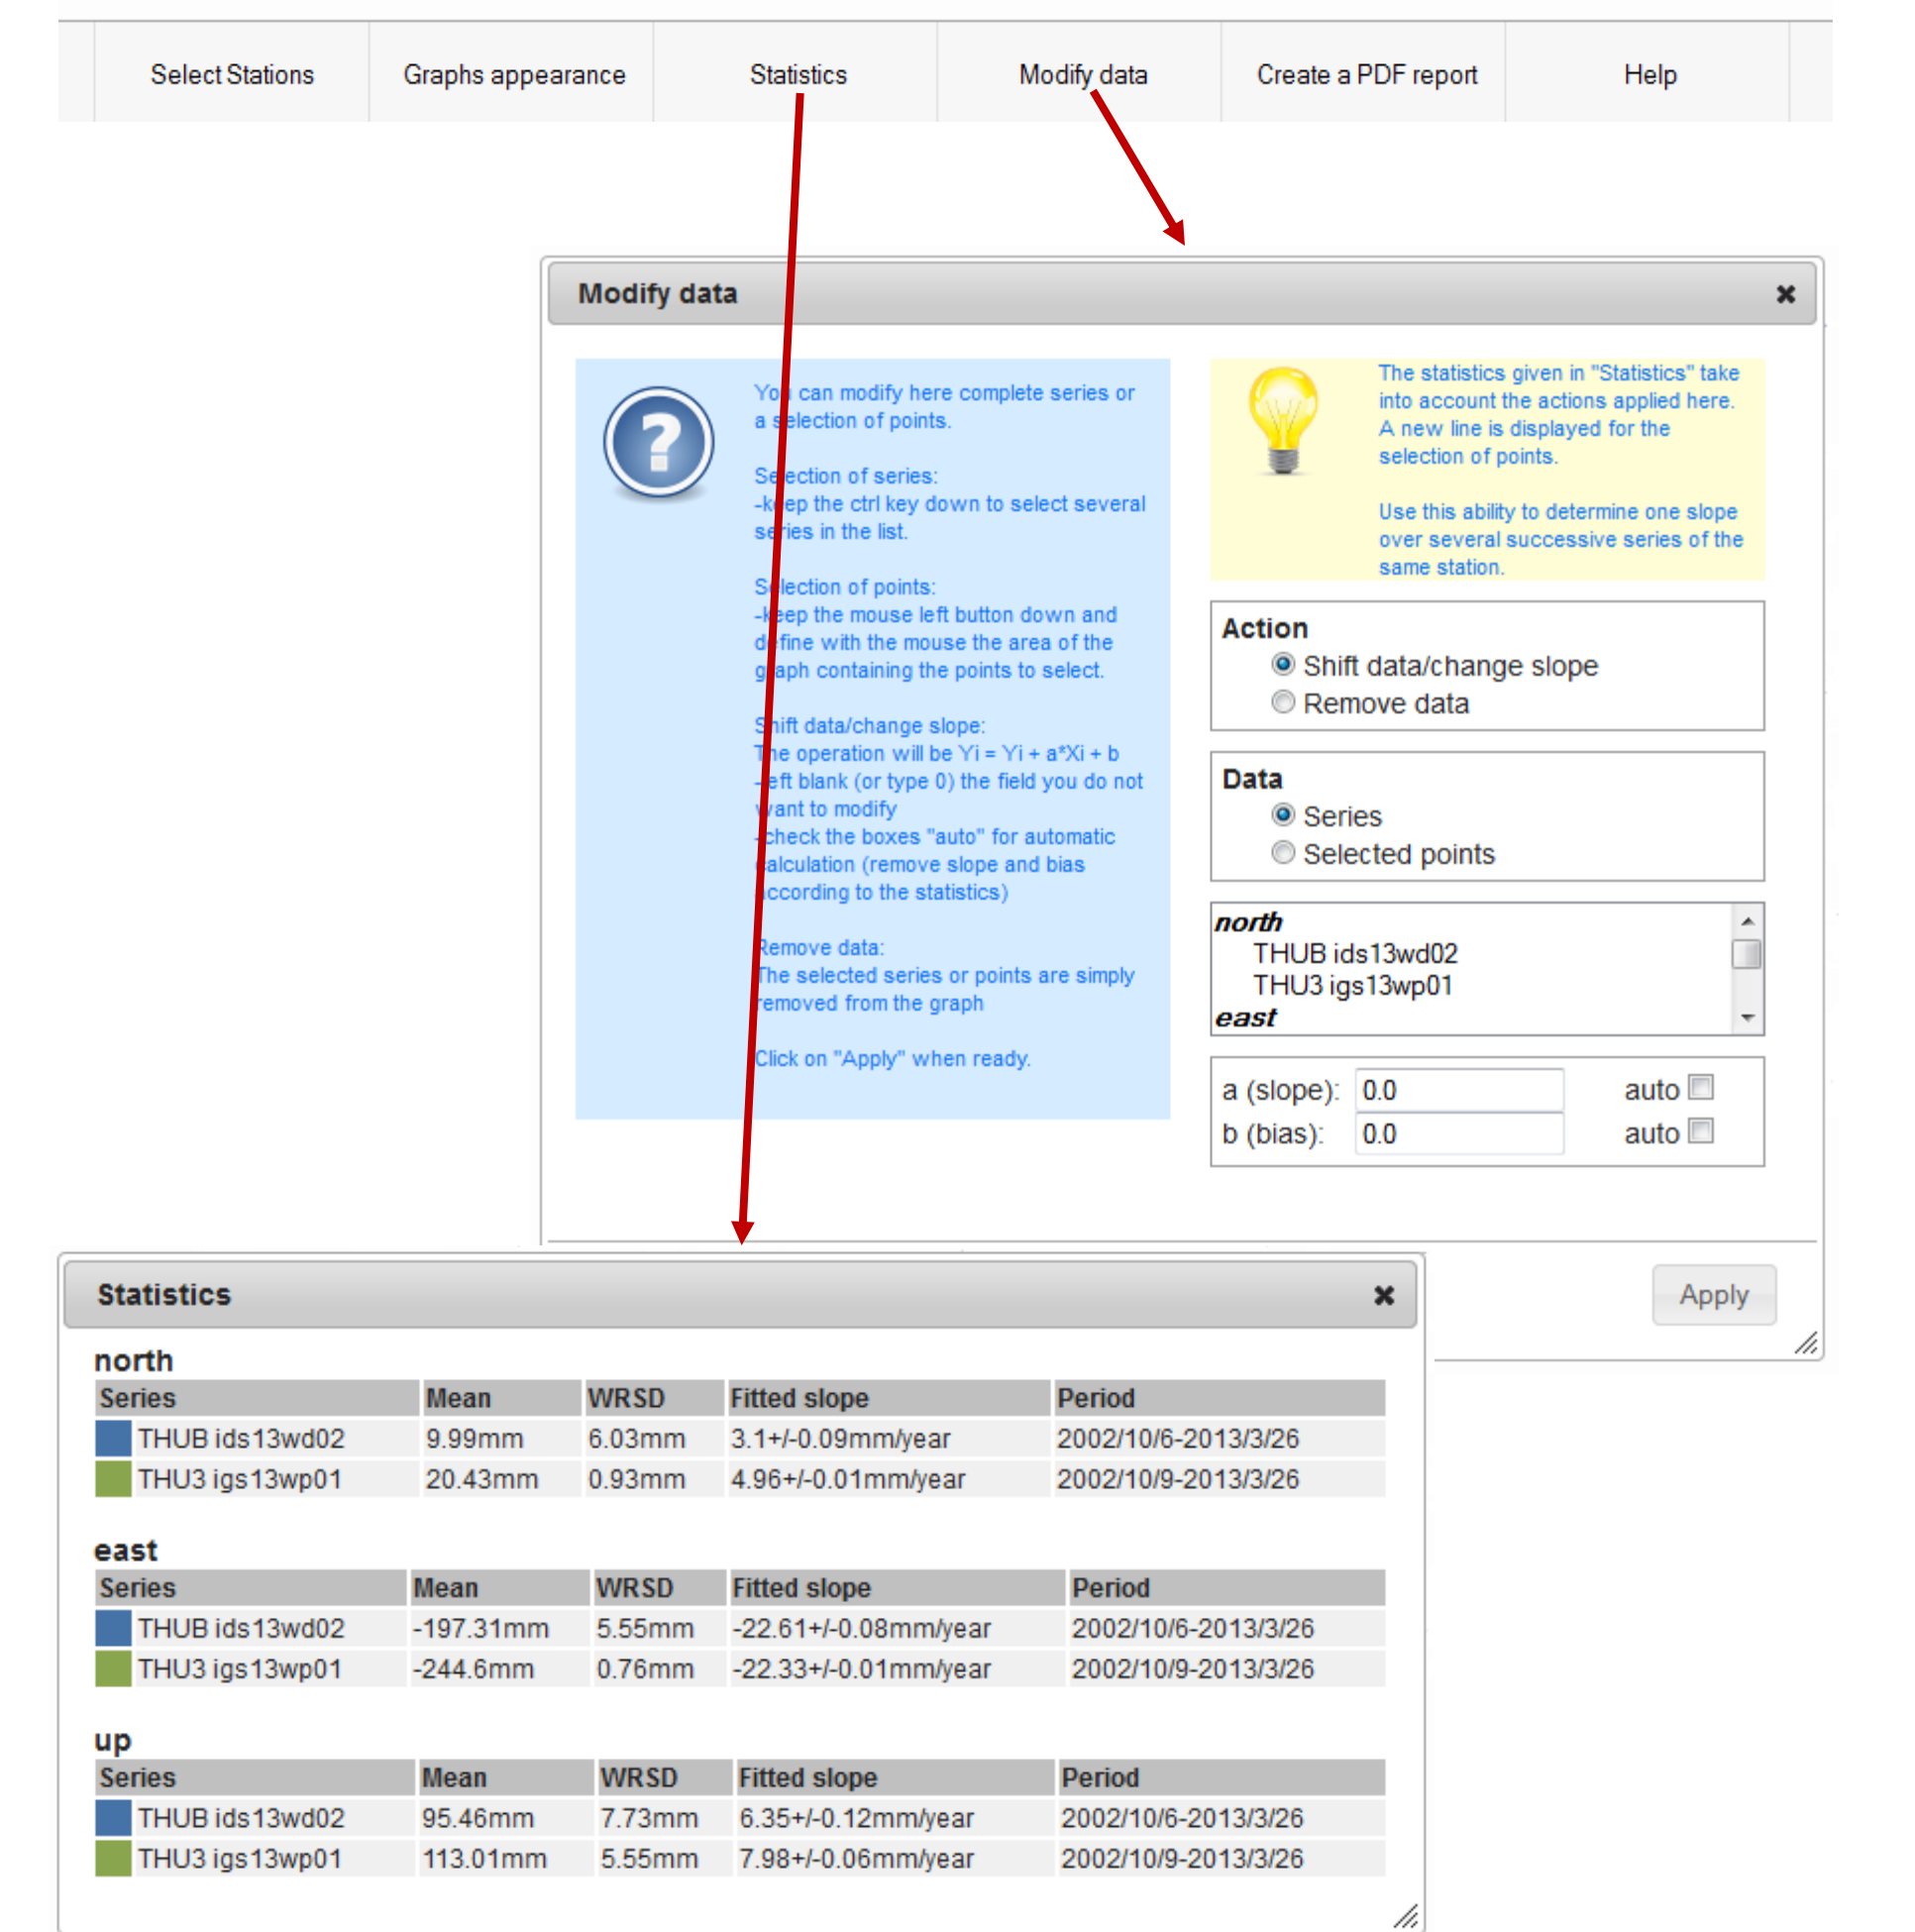 Select Stations Graphs appearance Statistics Modify data Create a PDF report Help
Modify data
You can modify here complete series or
a selection of points.
Selection of series:
-keep the ctrl key down to select several
series in the list.
Selection of points:
-keep the mouse left button down and
define with the mouse the area of the
graph containing the points to select.
Shift data/change slope:
The operation will be Yi = Yi + a*Xi + b
-left blank (or type 0) the field you do not
want to modify
-check the boxes "auto" for automatic
calculation (remove slope and bias
according to the statistics)
Remove data:
The selected series or points are simply
removed from the graph
Click on "Apply" when ready.
The statistics given in "Statistics" take
into account the actions applied here.
A new line is displayed for the
selection of points.
Use this ability to determine one slope
over several successive series of the
same station.
Action
Shift data/change slope
Remove data
Data
Series
Selected points
north
THUB ids13wd02
THU3 igs13wp01
east
a (slope): 0.0 auto
b (bias): 0.0 auto
Apply
Statistics
north
Series Mean WRSD Fitted slope Period
THUB ids13wd02 9.99mm 6.03mm 3.1+/-0.09mm/year 2002/10/6-2013/3/26
THU3 igs13wp01 20.43mm 0.93mm 4.96+/-0.01mm/year 2002/10/9-2013/3/26
east
Series Mean WRSD Fitted slope Period
THUB ids13wd02 -197.31mm 5.55mm -22.61+/-0.08mm/year 2002/10/6-2013/3/26
THU3 igs13wp01 -244.6mm 0.76mm -22.33+/-0.01mm/year 2002/10/9-2013/3/26
up
Series Mean WRSD Fitted slope Period
THUB ids13wd02 95.46mm 7.73mm 6.35+/-0.12mm/year 2002/10/6-2013/3/26
THU3 igs13wp01 113.01mm 5.55mm 7.98+/-0.06mm/year 2002/10/9-2013/3/26